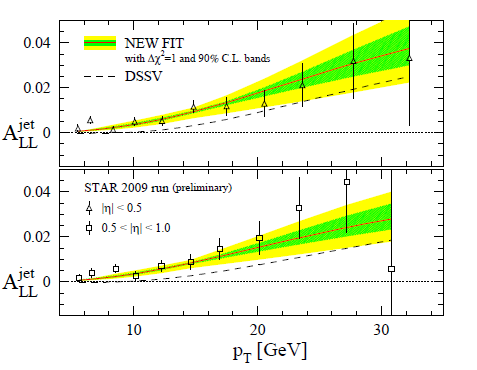 0.04
NEW FIT
with Δχ²=1 and 90% C.L. bands
DSSV
0.02
0
A_LL^jet
STAR 2009 run (preliminary)
0.04
|η| < 0.5
0.5 < |η| < 1.0
0.02
0
A_LL^jet
10 20 30
p_T [GeV]